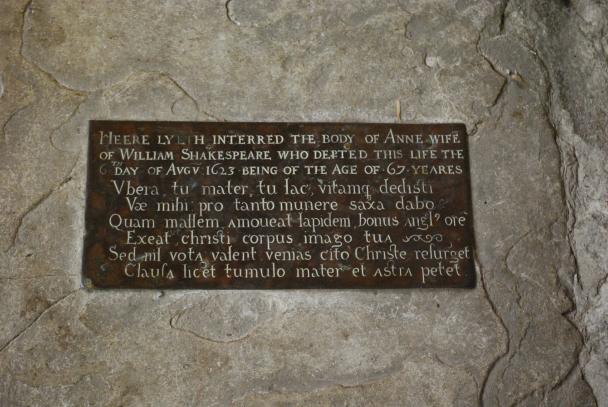 HEERE LYETH INTERRED THE BODY OF ANNE WIFE
OF WILLIAM SHAKESPEARE WHO DEPTED THIS LIFE THE
6TH DAY OF AVGV: 1623 BEING OF THE AGE OF 67 YEARES
Vbera, tu mater, tu lac, vitamq dedisti
Væ mihi: pro tanto munere saxa dabo
Quam mallem, amoueat lapidem, bonus angl' ore
Exeat christi corpus imago tua
Sed nil vota valent venias cito Christe resurget
Clausa licet tumulo mater et astra petet